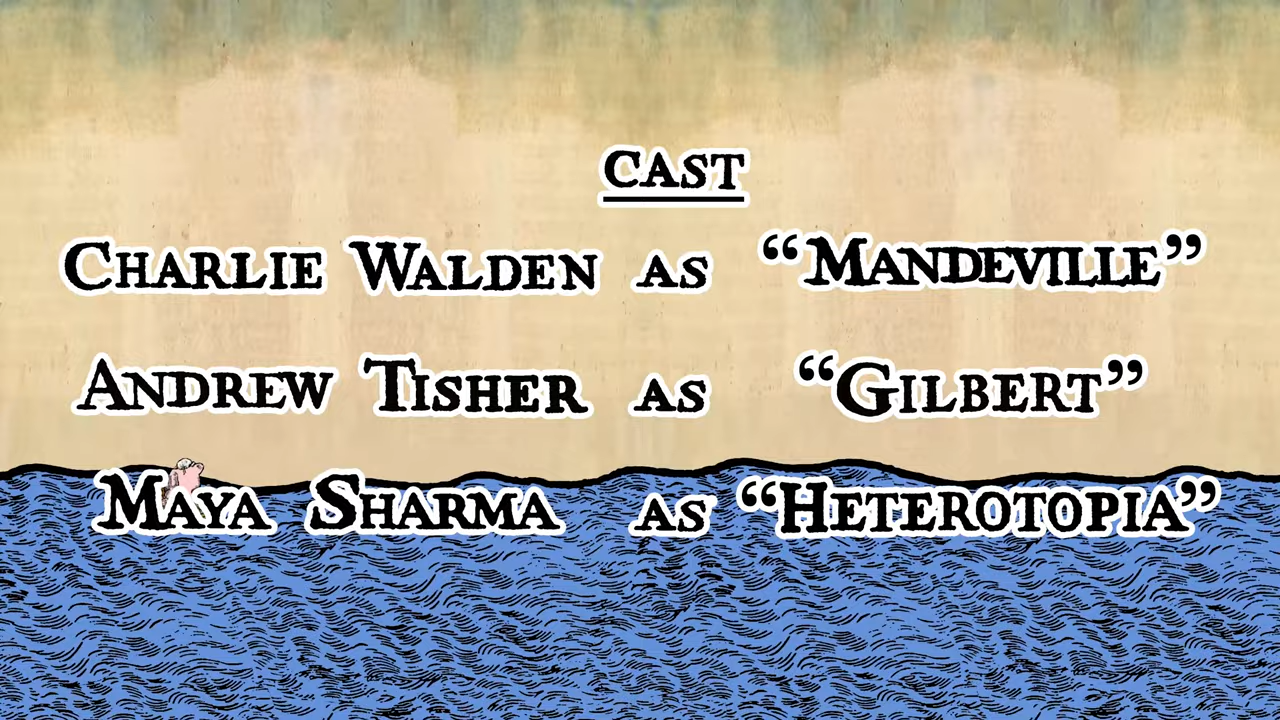 CAST
CHARLIE WALDEN AS “MANDEVILLE”
ANDREW TISHER AS “GILBERT”
MAYA SHARMA AS “HETEROTOPIA”